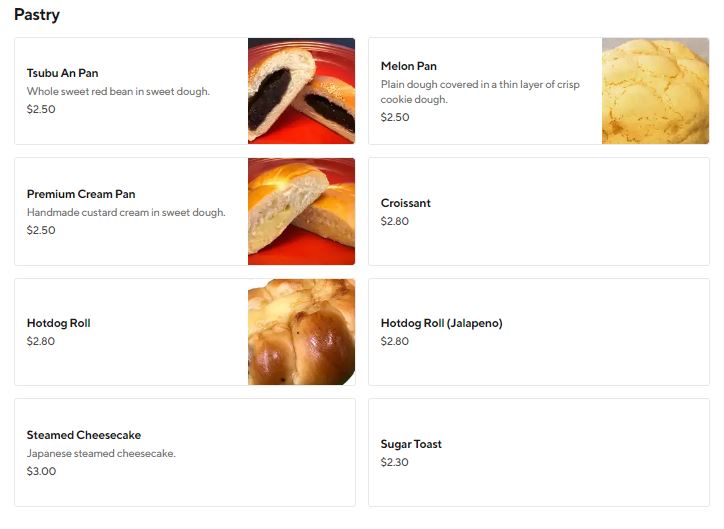 Pastry
Tsubu An Pan
Whole sweet red bean in sweet dough.
$2.50
Melon Pan
Plain dough covered in a thin layer of crisp
cookie dough.
$2.50
Premium Cream Pan
Handmade custard cream in sweet dough.
$2.50
Croissant
$2.80
Hotdog Roll
$2.80
Hotdog Roll (Jalapeno)
$2.80
Steamed Cheesecake
Japanese steamed cheesecake.
$3.00
Sugar Toast
$2.30